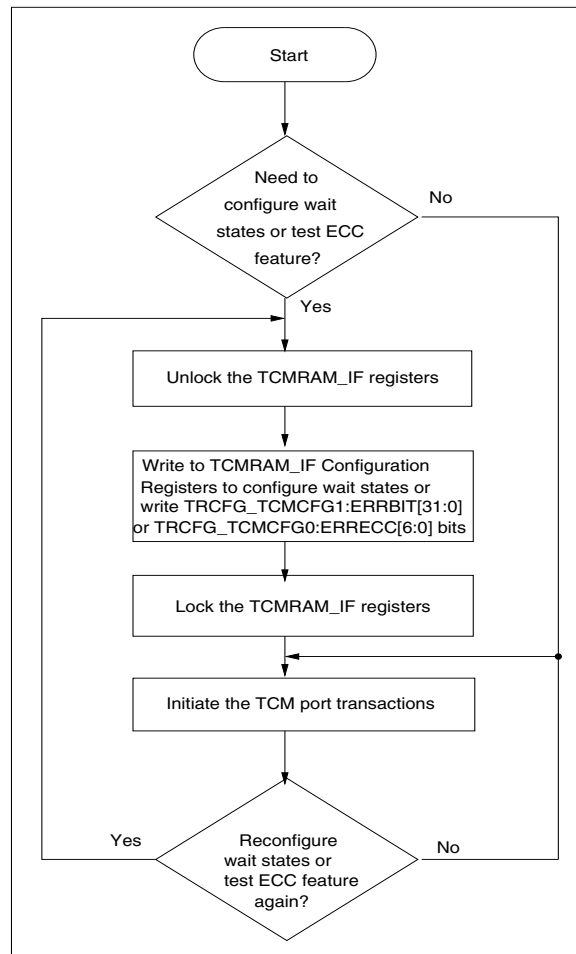 Start
Need to
configure wait
states or test ECC
feature?
No
Yes
Unlock the TCMRAM_IF registers
Write to TCMRAM_IF Configuration
Registers to configure wait states or
write TRCFG_TCMCFG1:ERRBIT[31:0]
or TRCFG_TCMCFG0:ERRECC[6:0] bits
Lock the TCMRAM_IF registers
Initiate the TCM port transactions
Yes
Reconfigure
wait states or
test ECC feature
again?
No